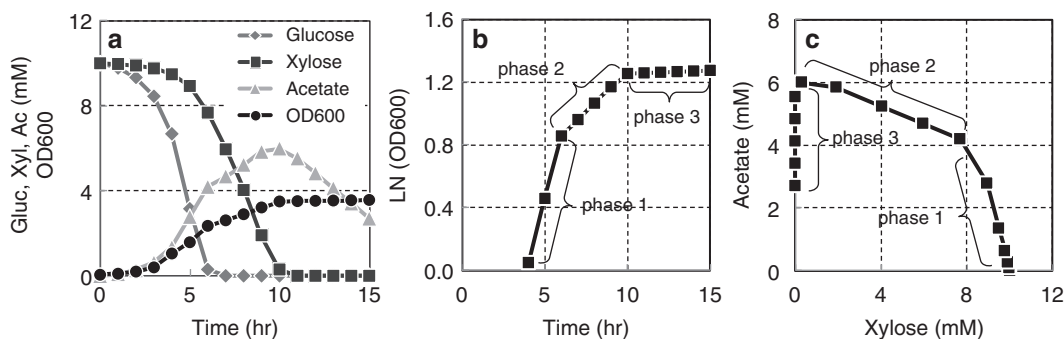 a
Gluc, Xyl, Ac (mM)
OD600
12
8
4
0
0 5 10 15
Time (hr)
Glucose
Xylose
Acetate
OD600
b
LN (OD600)
1.6
1.2
0.8
0.4
0.0
0 5 10 15
Time (hr)
phase 2
phase 3
phase 1
c
Acetate (mM)
8
6
4
2
0
0 4 8 12
Xylose (mM)
phase 2
phase 3
phase 1